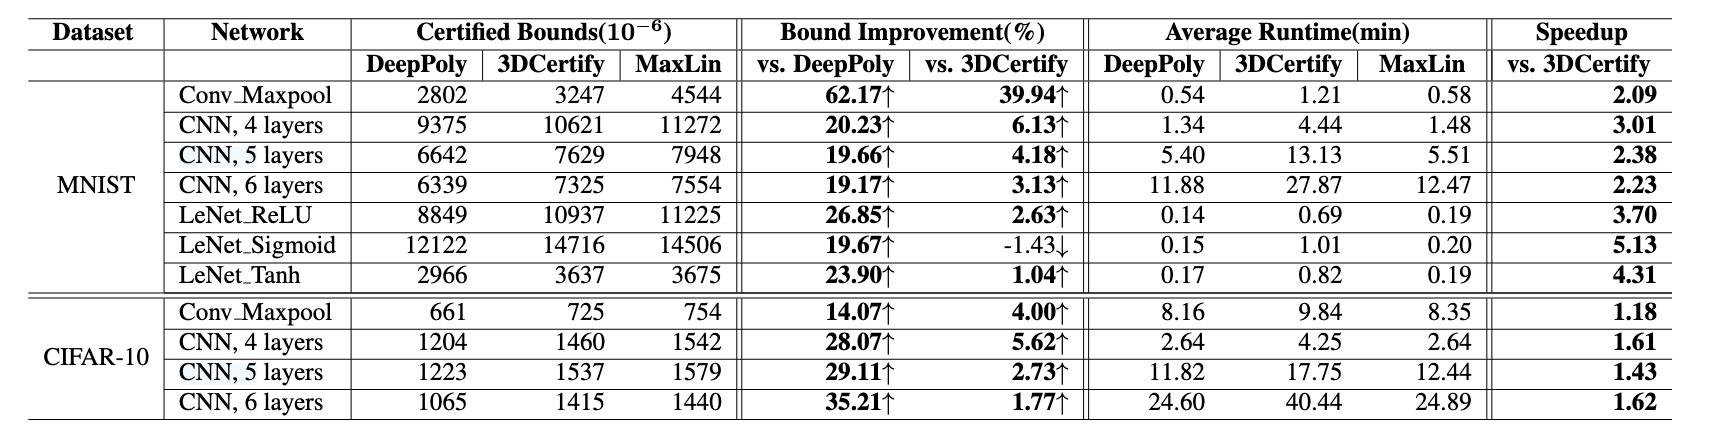 Dataset Network Certified Bounds(10−6) Bound Improvement(%) Average Runtime(min) Speedup
DeepPoly 3DCertify MaxLin vs. DeepPoly vs. 3DCertify DeepPoly 3DCertify MaxLin vs. 3DCertify
Conv_Maxpool 2802 3247 4544 62.17↑ 39.94↑ 0.54 1.21 0.58 2.09
CNN, 4 layers 9375 10621 11272 20.23↑ 6.13↑ 1.34 4.44 1.48 3.01
CNN, 5 layers 6642 7629 7948 19.66↑ 4.18↑ 5.40 13.13 5.51 2.38
MNIST CNN, 6 layers 6339 7325 7554 19.17↑ 3.13↑ 11.88 27.87 12.47 2.23
LeNet_ReLU 8849 10937 11225 26.85↑ 2.63↑ 0.14 0.69 0.19 3.70
LeNet_Sigmoid 12122 14716 14506 19.67↑ -1.43↓ 0.15 1.01 0.20 5.13
LeNet_Tanh 2966 3637 3675 23.90↑ 1.04↑ 0.17 0.82 0.19 4.31
Conv_Maxpool 661 725 754 14.07↑ 4.00↑ 8.16 9.84 8.35 1.18
CNN, 4 layers 1204 1460 1542 28.07↑ 5.62↑ 2.64 4.25 2.64 1.61
CIFAR-10 CNN, 5 layers 1223 1537 1579 29.11↑ 2.73↑ 11.82 17.75 12.44 1.43
CNN, 6 layers 1065 1415 1440 35.21↑ 1.77↑ 24.60 40.44 24.89 1.62